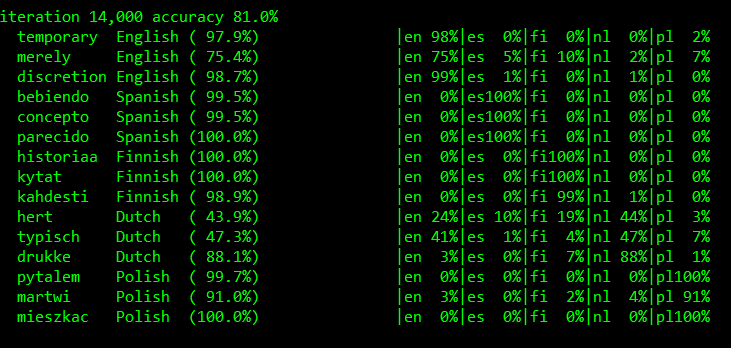 iteration 14,000 accuracy 81.0%
temporary English ( 97.9%) |en 98%|es 0%|fi 0%|nl 0%|pl 2%
merely English ( 75.4%) |en 75%|es 5%|fi 10%|nl 2%|pl 7%
discretion English ( 98.7%) |en 99%|es 1%|fi 0%|nl 1%|pl 0%
bebiendo Spanish ( 99.5%) |en 0%|es100%|fi 0%|nl 0%|pl 0%
concepto Spanish ( 99.5%) |en 0%|es100%|fi 0%|nl 0%|pl 0%
parecido Spanish (100.0%) |en 0%|es100%|fi 0%|nl 0%|pl 0%
historiaa Finnish (100.0%) |en 0%|es 0%|fi100%|nl 0%|pl 0%
kytat Finnish (100.0%) |en 0%|es 0%|fi100%|nl 0%|pl 0%
kahdesti Finnish ( 98.9%) |en 0%|es 0%|fi 99%|nl 1%|pl 0%
hert Dutch ( 43.9%) |en 24%|es 10%|fi 19%|nl 44%|pl 3%
typisch Dutch ( 47.3%) |en 41%|es 1%|fi 4%|nl 47%|pl 7%
drukke Dutch ( 88.1%) |en 3%|es 0%|fi 7%|nl 88%|pl 1%
pytalem Polish ( 99.7%) |en 0%|es 0%|fi 0%|nl 0%|pl100%
martwi Polish ( 91.0%) |en 3%|es 0%|fi 2%|nl 4%|pl 91%
mieszkac Polish (100.0%) |en 0%|es 0%|fi 0%|nl 0%|pl100%